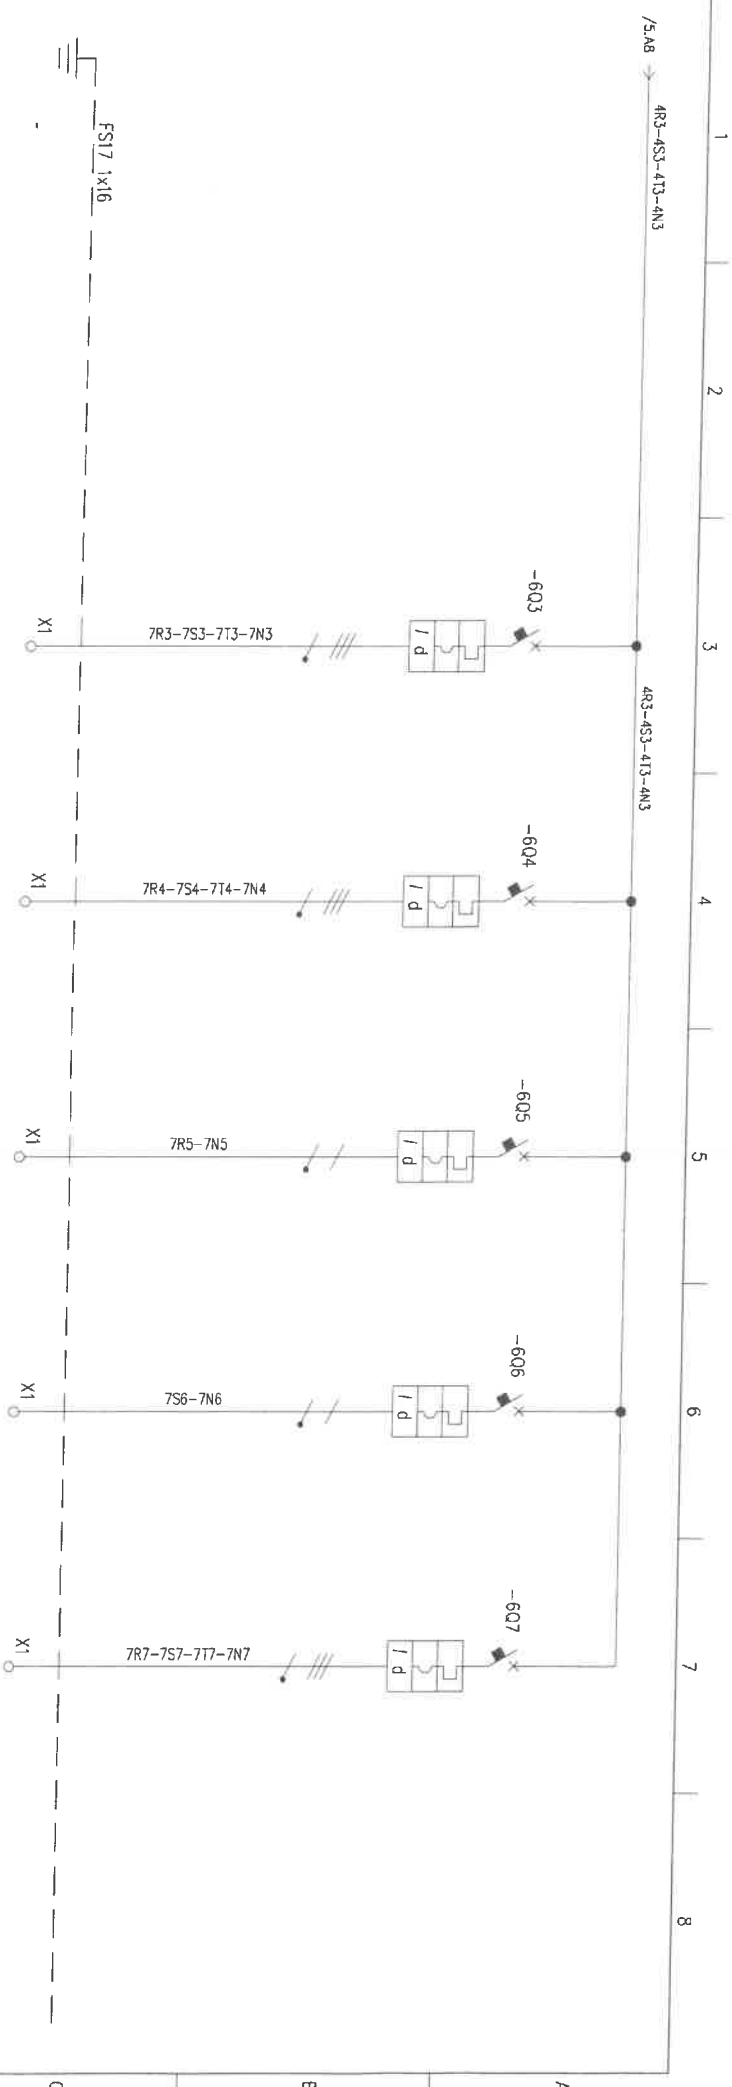 1
2
3
4
5
6
7
8
/5.A8
4R3-4S3-4T3-4N3
4R3-4S3-4T3-4N3
A
-6Q3
-6Q4
-6Q5
-6Q6
-6Q7
I d
I d
I d
I d
I d
B
7R3-7S3-7T3-7N3
7R4-7S4-7T4-7N4
7R5-7N5
7S6-7N6
7R7-7S7-7T7-7N7
FS17 1x16
X1
X1
X1
X1
X1